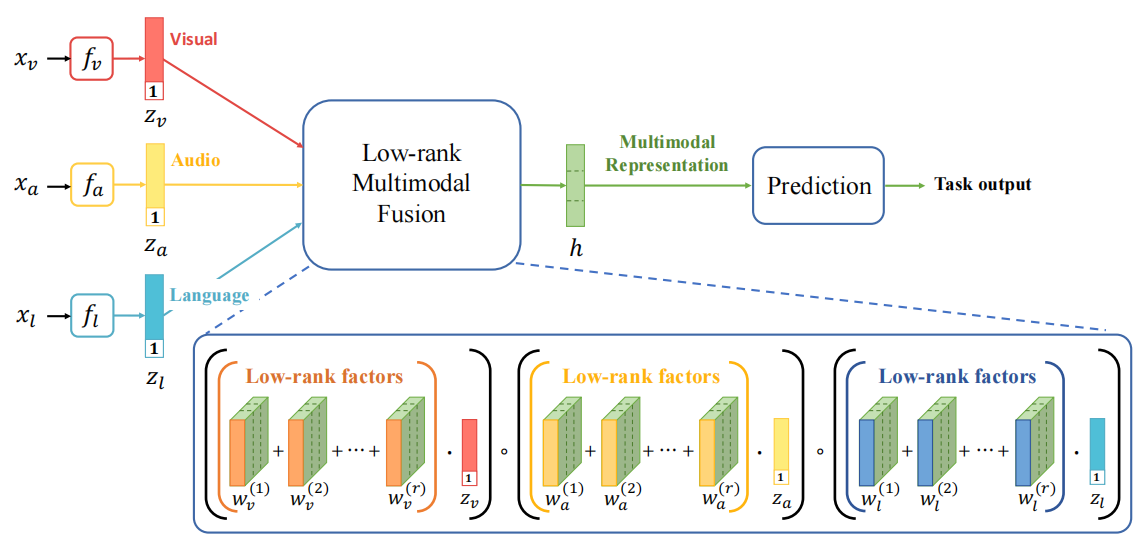 x_v
f_v
1
z_v
Visual
x_a
f_a
1
z_a
Audio
x_l
f_l
1
z_l
Language
Low-rank
Multimodal
Fusion
h
Multimodal
Representation
Prediction
Task output
Low-rank factors
w_v^(1) + w_v^(2) + ... + w_v^(r) · 1 z_v
∘
Low-rank factors
w_a^(1) + w_a^(2) + ... + w_a^(r) · 1 z_a
∘
Low-rank factors
w_l^(1) + w_l^(2) + ... + w_l^(r) · 1 z_l